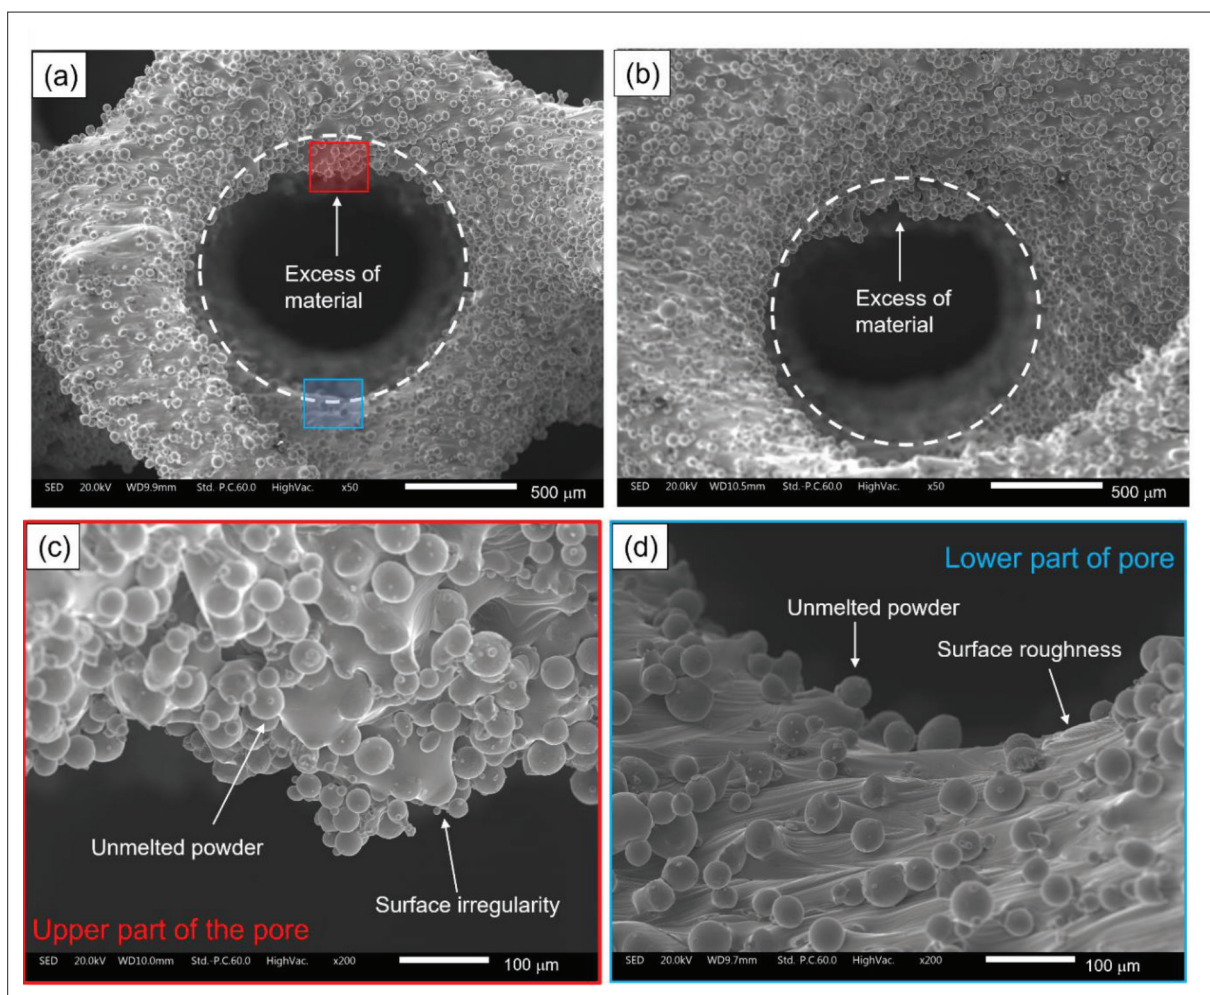 (a)
Excess of
material
SED 20.0kV WD9.9mm Std. P.C.60.0 HighVac. x50 500 µm
(b)
Excess of
material
SED 20.0kV WD10.5mm Std.-P.C.60.0 HighVac. x50 500 µm
(c)
Unmelted powder
Surface irregularity
Upper part of the pore
SED 20.0kV WD10.0mm Std.-P.C.60.0 HighVac. x200 100 µm
(d)
Lower part of pore
Unmelted powder
Surface roughness
SED 20.0kV WD9.7mm Std.-P.C.60.0 HighVac. x200 100 µm